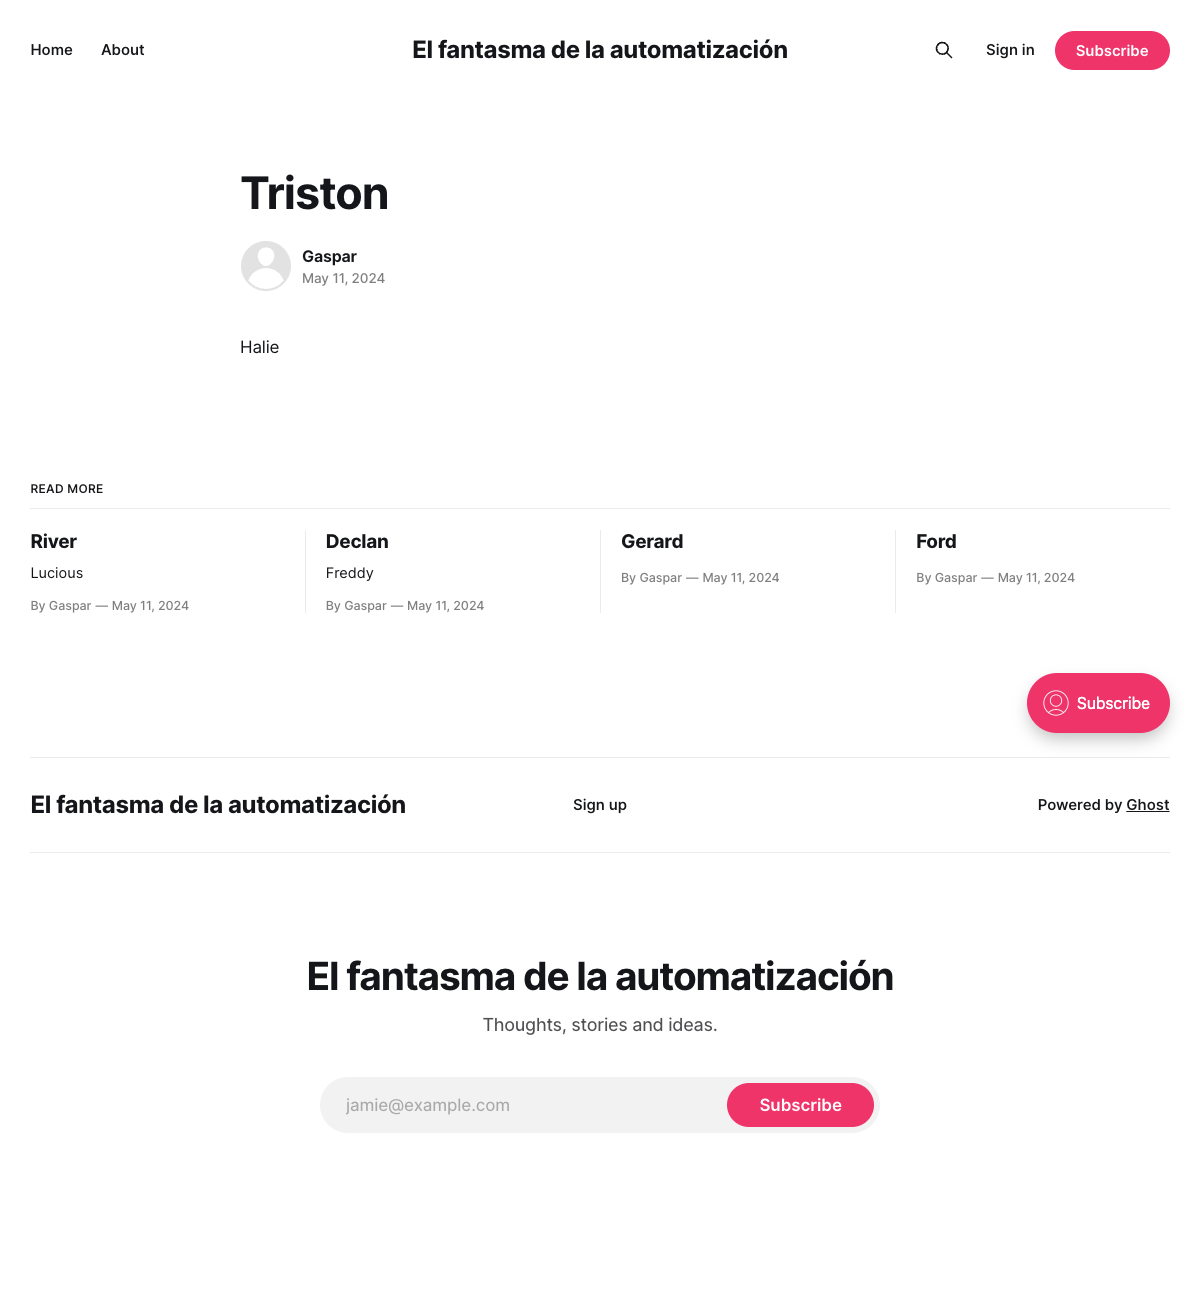 Home About El fantasma de la automatización Sign in Subscribe
Triston
Gaspar
May 11, 2024
Halie
READ MORE
River
Lucious
By Gaspar — May 11, 2024
Declan
Freddy
By Gaspar — May 11, 2024
Gerard
By Gaspar — May 11, 2024
Ford
By Gaspar — May 11, 2024
Subscribe
El fantasma de la automatización Sign up Powered by Ghost
El fantasma de la automatización
Thoughts, stories and ideas.
jamie@example.com Subscribe